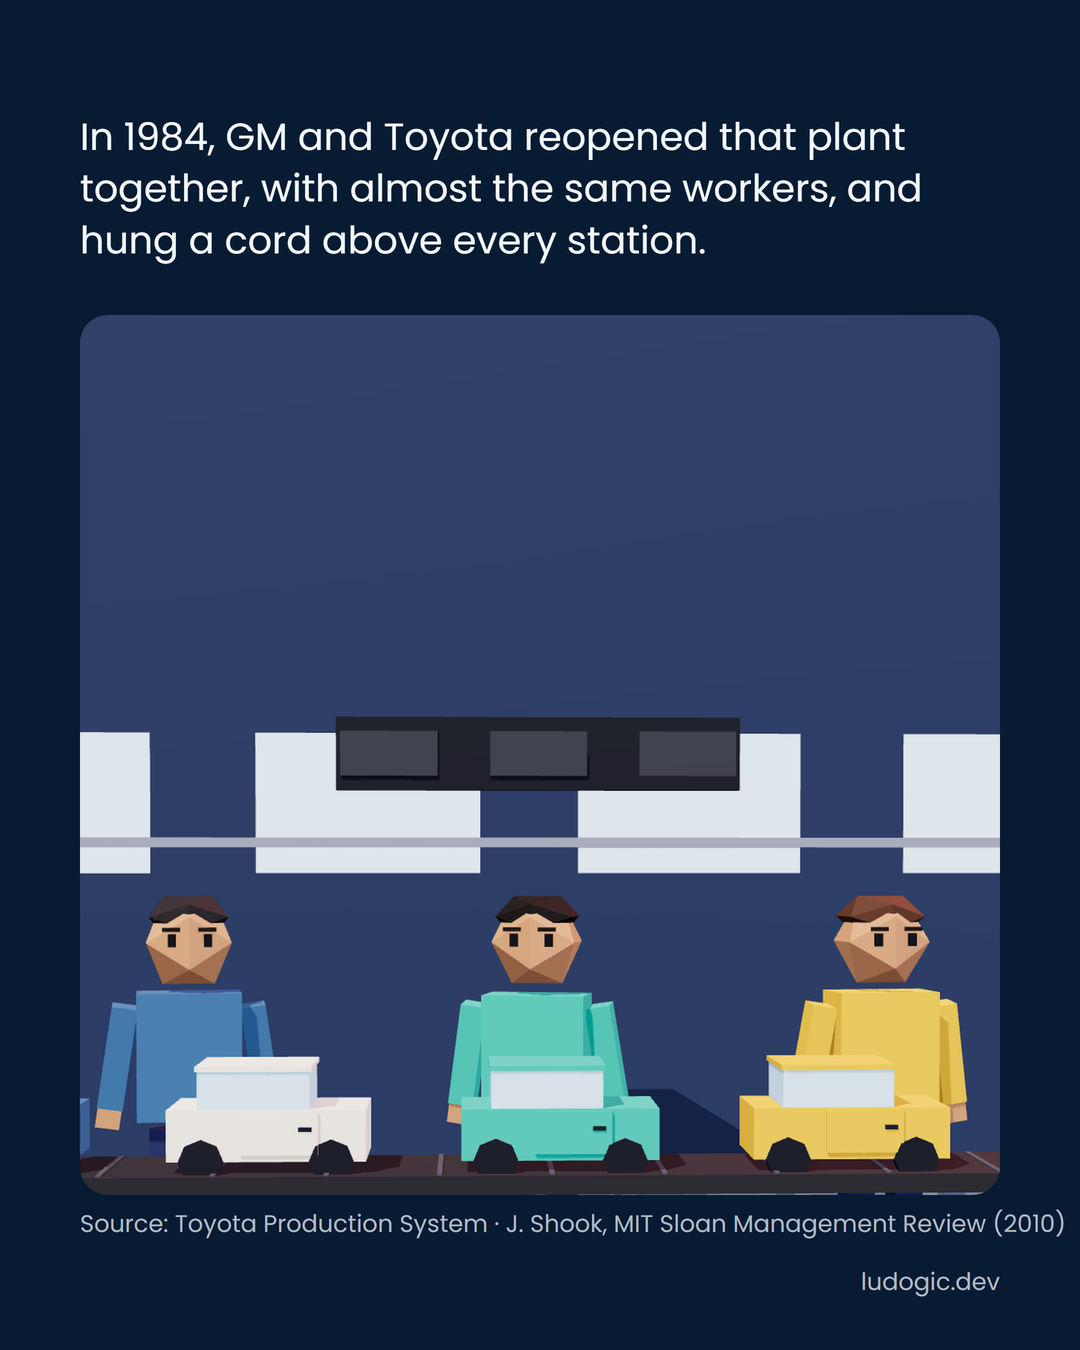 In 1984, GM and Toyota reopened that plant
together, with almost the same workers, and
hung a cord above every station.
Source: Toyota Production System · J. Shook, MIT Sloan Management Review (2010)
ludogic.dev